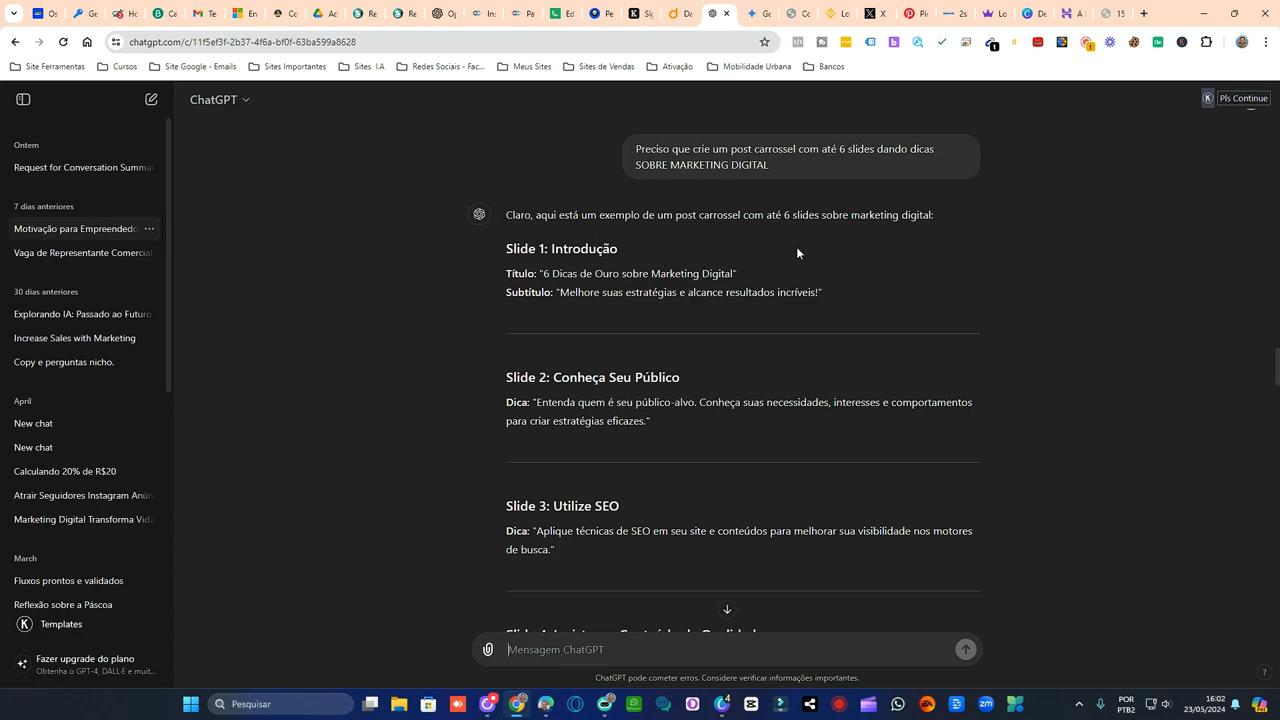 chatgpt.com/c/11f5ef3f-2b37-4f6a-bf0f-63ba599a8628
Site Ferramentas
Cursos
Site Google - Emails
Sites Importantes
Sites I.A
Redes Sociais - Fac...
Meus Sites
Sites de Vendas
Ativação
Mobilidade Urbana
Bancos
ChatGPT
Pls Continue
Ontem
Request for Conversation Summar
7 dias anteriores
Motivação para Empreendedo
Vaga de Representante Comercial
30 dias anteriores
Explorando IA: Passado ao Futuro
Increase Sales with Marketing
Copy e perguntas nicho.
April
New chat
New chat
Calculando 20% de R$20
Atrair Seguidores Instagram Anún
Marketing Digital Transforma Vida
March
Fluxos prontos e validados
Reflexão sobre a Páscoa
Templates
Fazer upgrade do plano
Obtenha o GPT-4, DALL·E e muit...
Preciso que crie um post carrossel com até 6 slides dando dicas
SOBRE MARKETING DIGITAL
Claro, aqui está um exemplo de um post carrossel com até 6 slides sobre marketing digital:
Slide 1: Introdução
Título: "6 Dicas de Ouro sobre Marketing Digital"
Subtítulo: "Melhore suas estratégias e alcance resultados incríveis!"
Slide 2: Conheça Seu Público
Dica: "Entenda quem é seu público-alvo. Conheça suas necessidades, interesses e comportamentos
para criar estratégias eficazes."
Slide 3: Utilize SEO
Dica: "Aplique técnicas de SEO em seu site e conteúdos para melhorar sua visibilidade nos motores
de busca."
Mensagem ChatGPT
ChatGPT pode cometer erros. Considere verificar informações importantes.
?
Pesquisar
POR
PTB2
16:02
23/05/2024